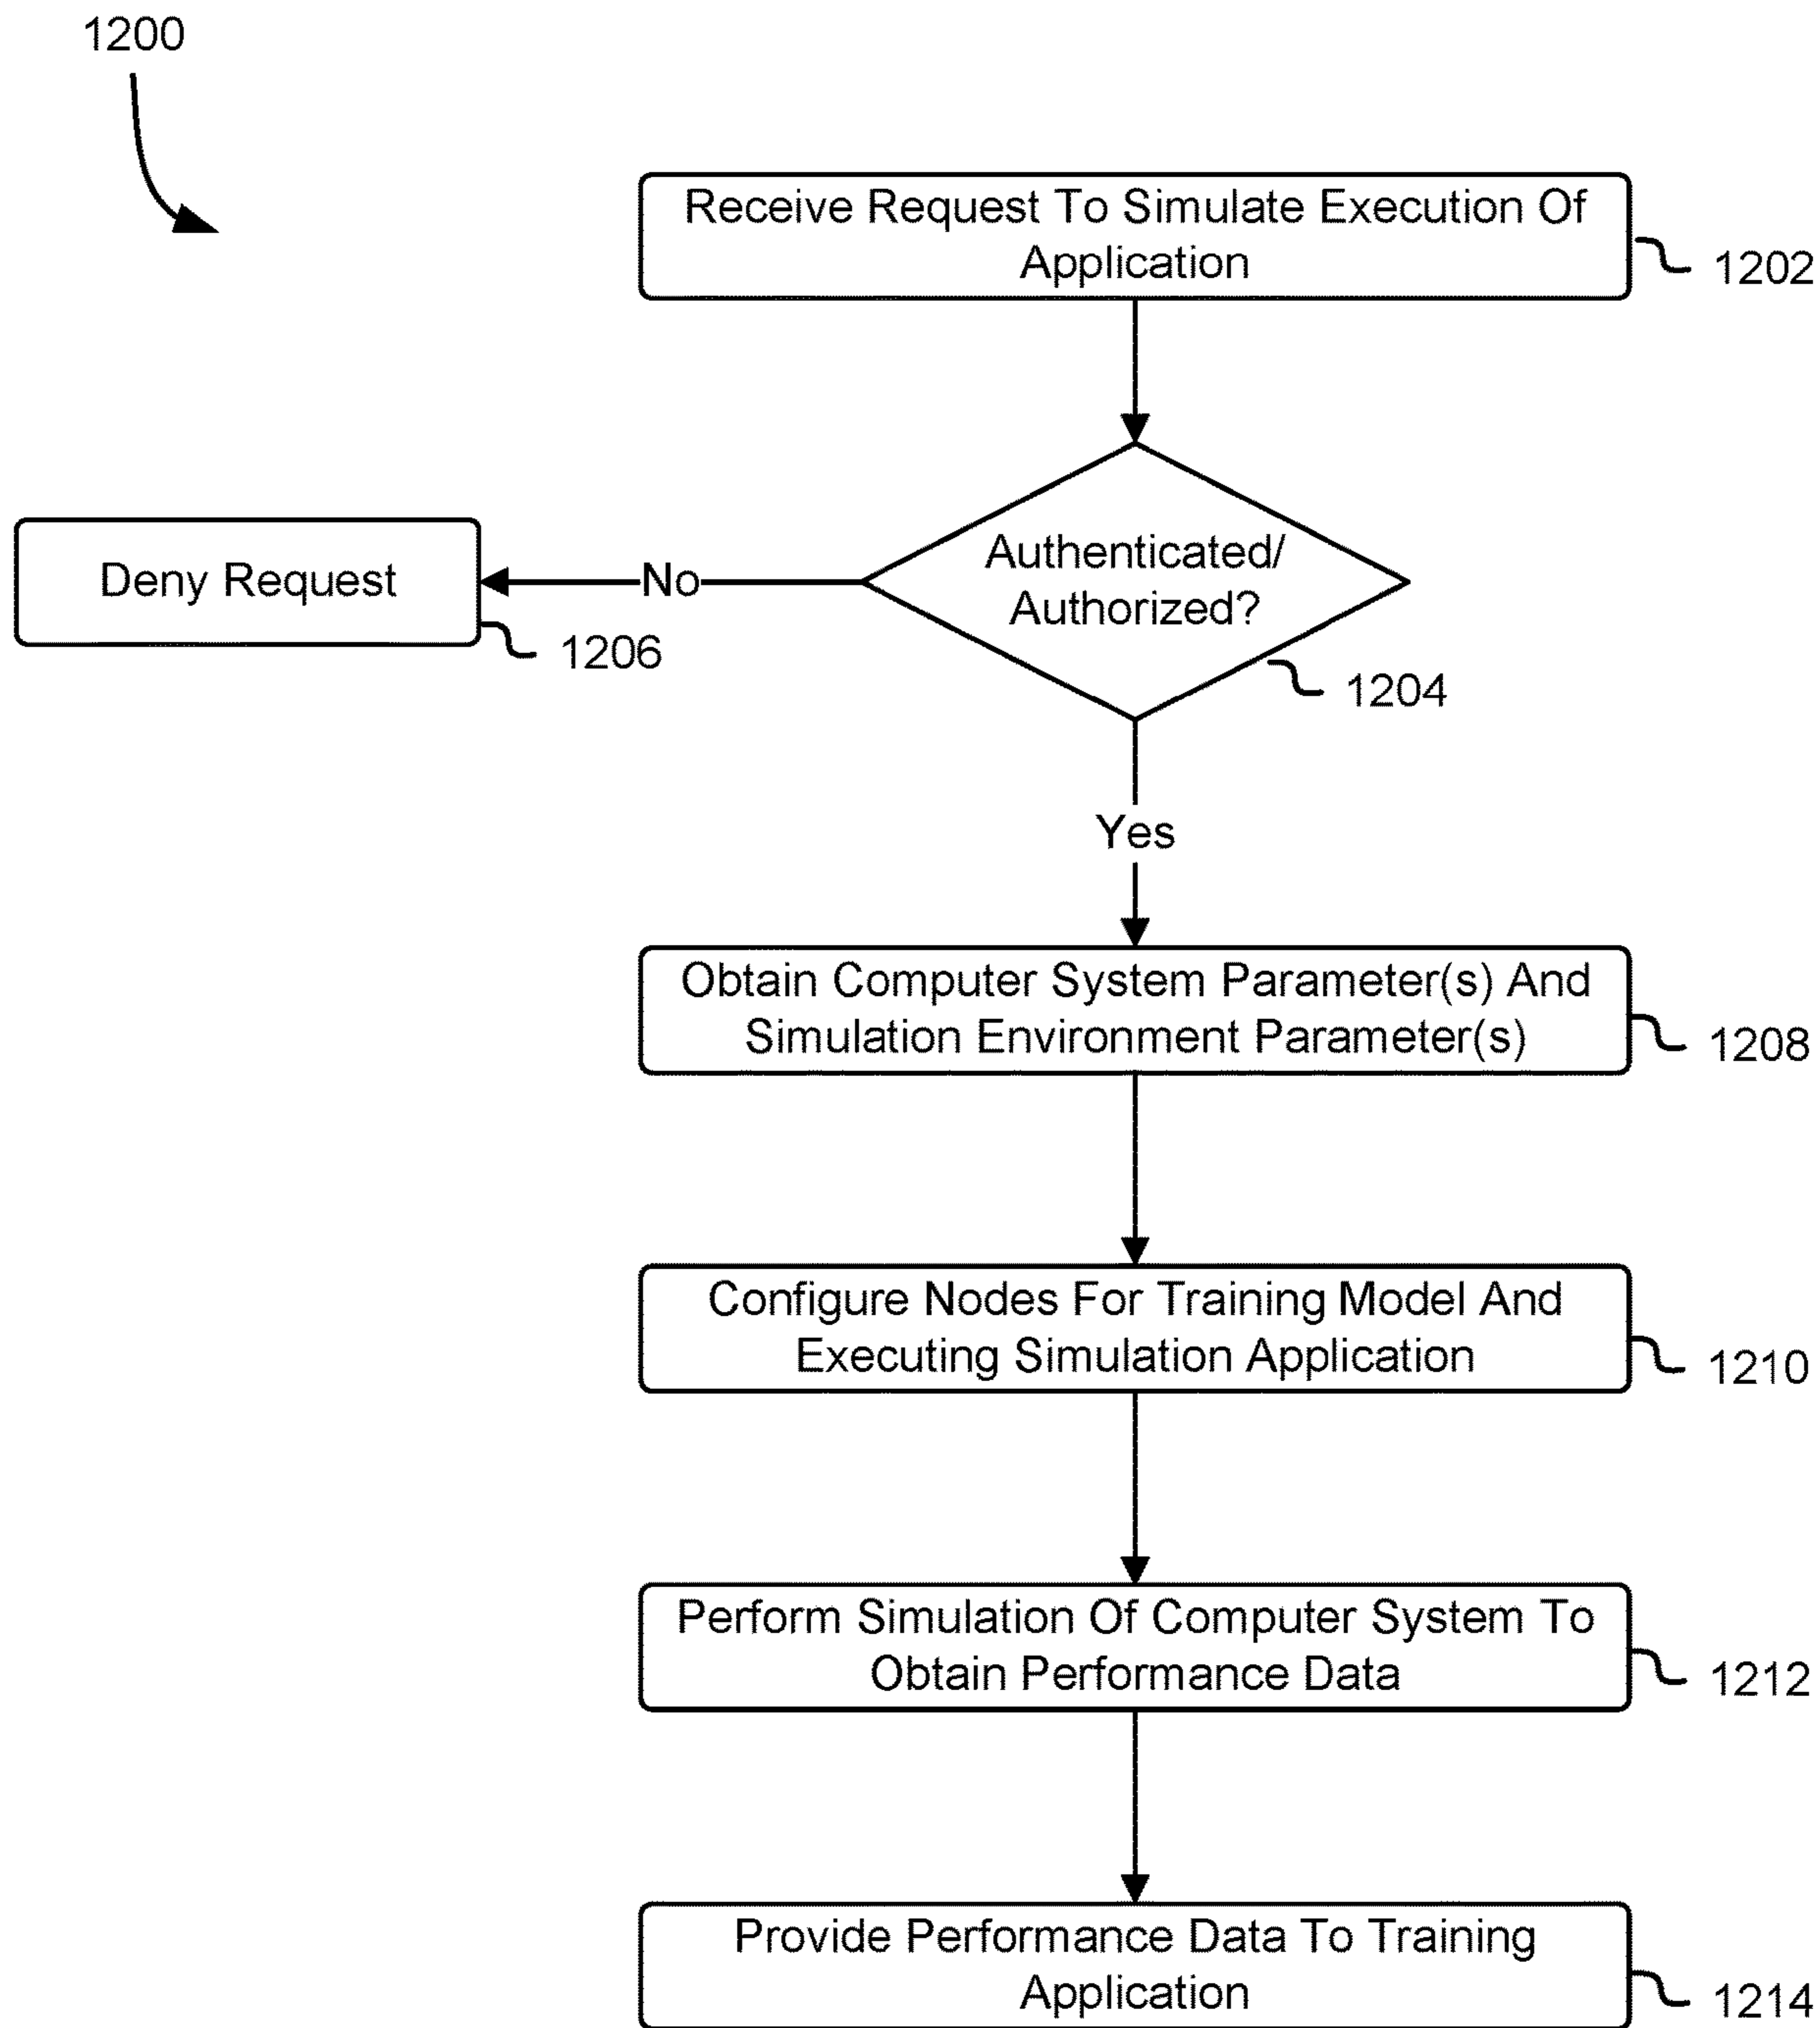 1200
Receive Request To Simulate Execution Of
Application
1202
Authenticated/
Authorized?
1204
No
Deny Request
1206
Yes
Obtain Computer System Parameter(s) And
Simulation Environment Parameter(s)
1208
Configure Nodes For Training Model And
Executing Simulation Application
1210
Perform Simulation Of Computer System To
Obtain Performance Data
1212
Provide Performance Data To Training
Application
1214